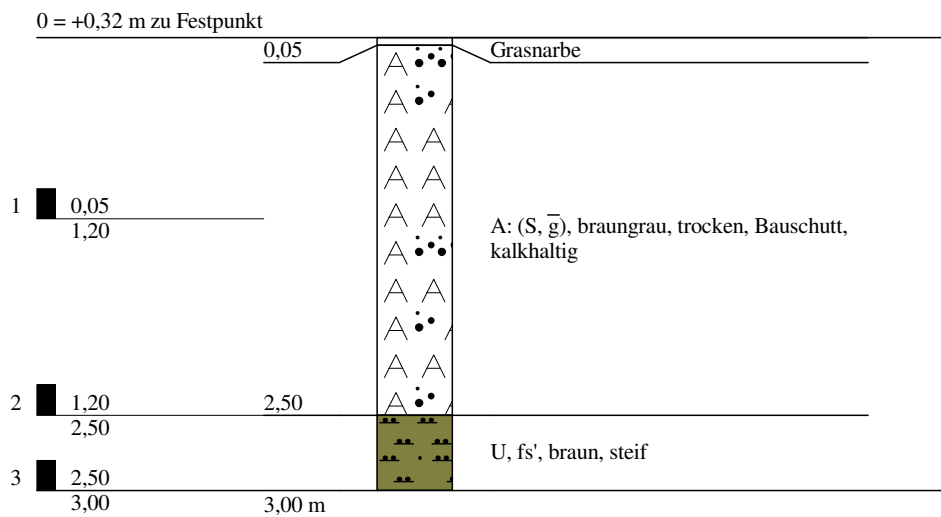 0 = +0,32 m zu Festpunkt
0,05 Grasnarbe
1 0,05
1,20
A: (S, g̅), braungrau, trocken, Bauschutt,
kalkhaltig
2 1,20 2,50
2,50
U, fs', braun, steif
3 2,50
3,00 3,00 m